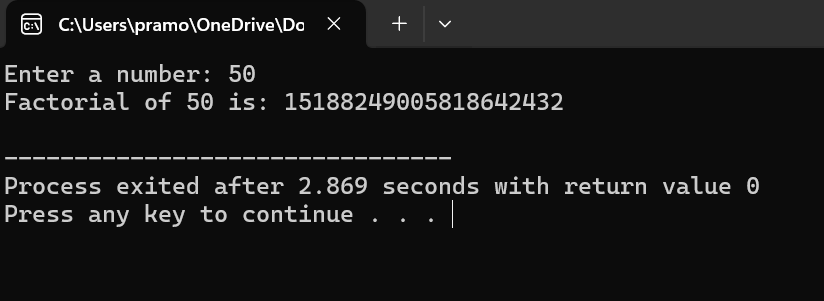 C:\Users\pramo\OneDrive\Do
Enter a number: 50
Factorial of 50 is: 15188249005818642432

--------------------------------
Process exited after 2.869 seconds with return value 0
Press any key to continue . . .